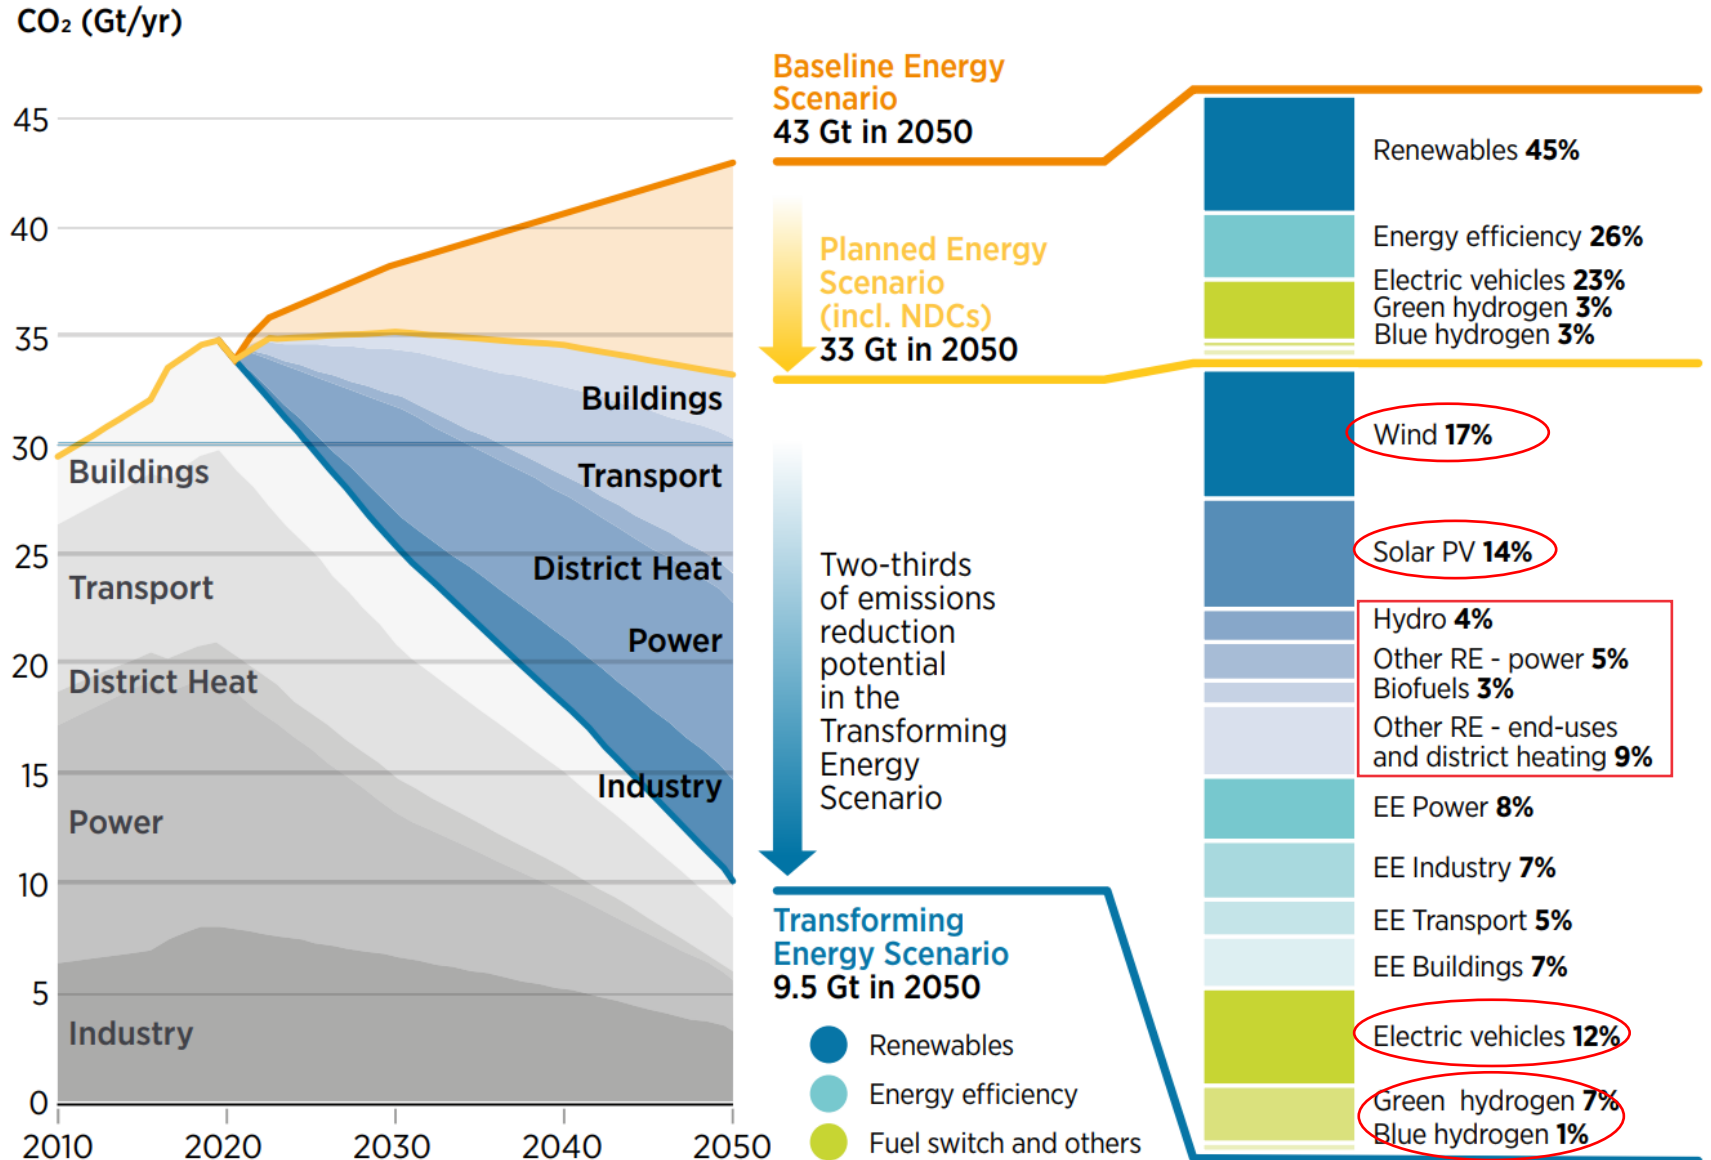 CO₂ (Gt/yr)
45
40
35
30
25
20
15
10
5
0
2010
2020
2030
2040
2050
Buildings
Transport
District Heat
Power
Industry
Buildings
Transport
District Heat
Power
Industry
Baseline Energy
Scenario
43 Gt in 2050
Planned Energy
Scenario
(incl. NDCs)
33 Gt in 2050
Two-thirds
of emissions
reduction
potential
in the
Transforming
Energy
Scenario
Transforming
Energy Scenario
9.5 Gt in 2050
Renewables
Energy efficiency
Fuel switch and others
Renewables 45%
Energy efficiency 26%
Electric vehicles 23%
Green hydrogen 3%
Blue hydrogen 3%
Wind 17%
Solar PV 14%
Hydro 4%
Other RE - power 5%
Biofuels 3%
Other RE - end-uses
and district heating 9%
EE Power 8%
EE Industry 7%
EE Transport 5%
EE Buildings 7%
Electric vehicles 12%
Green hydrogen 7%
Blue hydrogen 1%